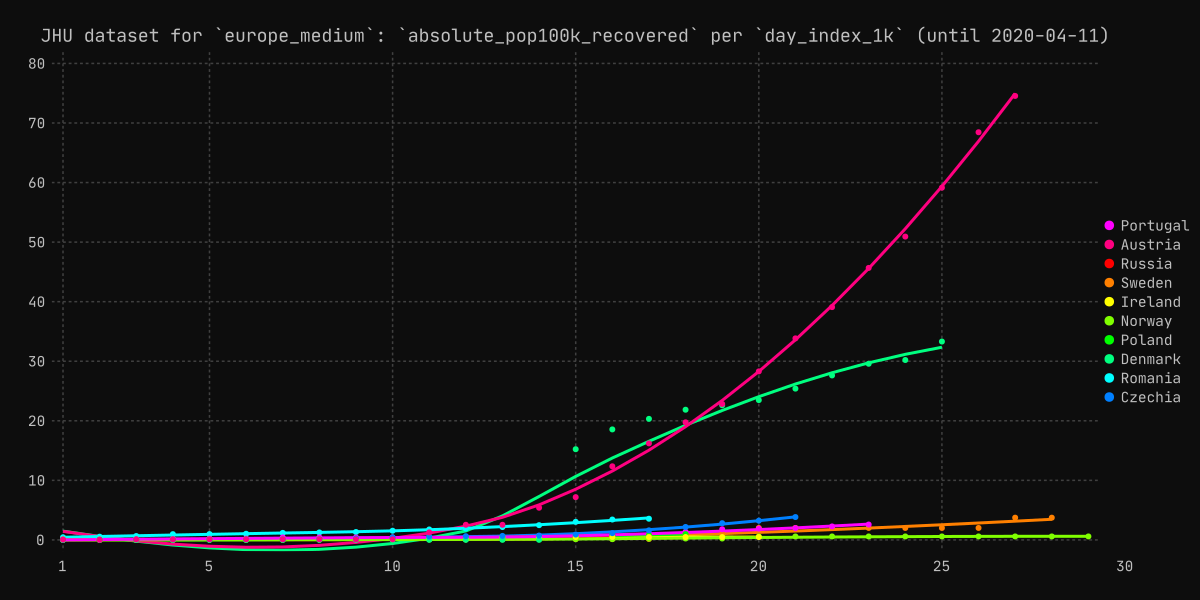 JHU dataset for `europe_medium`: `absolute_pop100k_recovered` per `day_index_1k` (until 2020-04-11)
80
70
60
50
40
30
20
10
0
1 5 10 15 20 25 30
Portugal
Austria
Russia
Sweden
Ireland
Norway
Poland
Denmark
Romania
Czechia